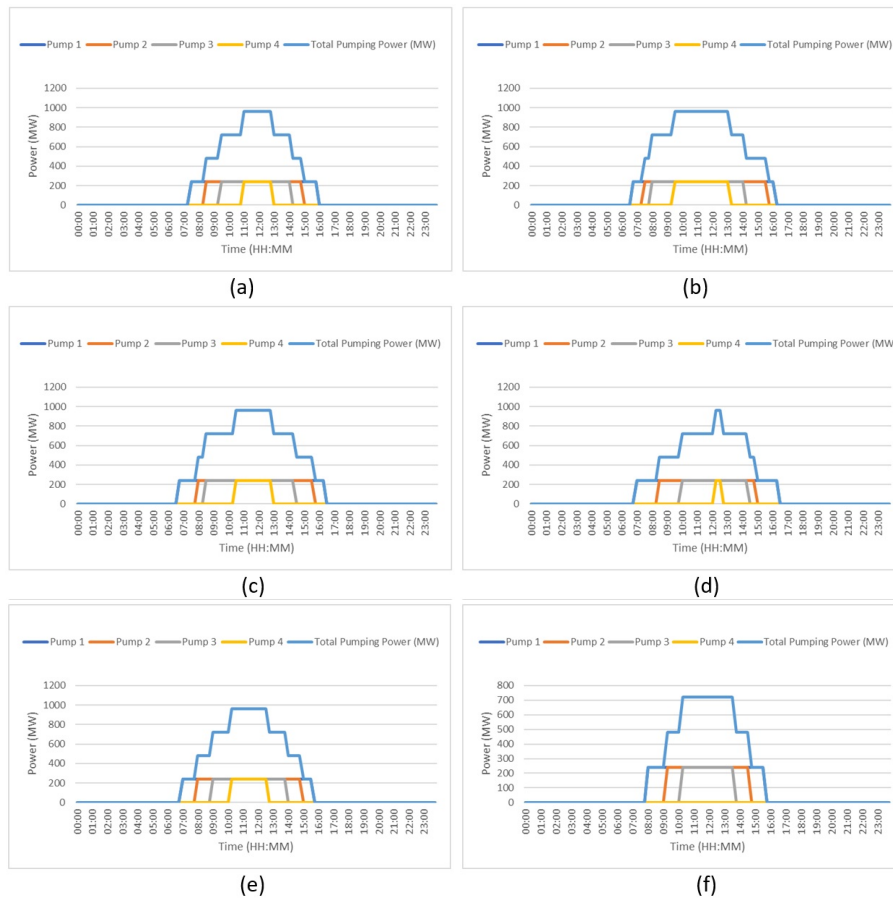 Pump 1 Pump 2 Pump 3 Pump 4 Total Pumping Power (MW)
1200
1000
800
600
400
200
0
Power (MW)
00:00 01:00 02:00 03:00 04:00 05:00 06:00 07:00 08:00 09:00 10:00 11:00 12:00 13:00 14:00 15:00 16:00 17:00 18:00 19:00 20:00 21:00 22:00 23:00
Time (HH:MM
(a)
Pump 1 Pump 2 Pump 3 Pump 4 Total Pumping Power (MW)
1200
1000
800
600
400
200
0
Power (MW)
00:00 01:00 02:00 03:00 04:00 05:00 06:00 07:00 08:00 09:00 10:00 11:00 12:00 13:00 14:00 15:00 16:00 17:00 18:00 19:00 20:00 21:00 22:00 23:00
Time (HH:MM)
(b)
Pump 1 Pump 2 Pump 3 Pump 4 Total Pumping Power (MW)
1200
1000
800
600
400
200
0
Power (MW)
00:00 01:00 02:00 03:00 04:00 05:00 06:00 07:00 08:00 09:00 10:00 11:00 12:00 13:00 14:00 15:00 16:00 17:00 18:00 19:00 20:00 21:00 22:00 23:00
Time (HH:MM)
(c)
Pump 1 Pump 2 Pump 3 Pump 4 Total Pumping Power (MW
1200
1000
800
600
400
200
0
Power (MW)
00:00 01:00 02:00 03:00 04:00 05:00 06:00 07:00 08:00 09:00 10:00 11:00 12:00 13:00 14:00 15:00 16:00 17:00 18:00 19:00 20:00 21:00 22:00 23:00
Time (HH:MM)
(d)
Pump 1 Pump 2 Pump 3 Pump 4 Total Pumping Power (MW)
1200
1000
800
600
400
200
0
Power (MW)
00:00 01:00 02:00 03:00 04:00 05:00 06:00 07:00 08:00 09:00 10:00 11:00 12:00 13:00 14:00 15:00 16:00 17:00 18:00 19:00 20:00 21:00 22:00 23:00
Time (HH:MM)
(e)
Pump 1 Pump 2 Pump 3 Pump 4 Total Pumping Power (MW)
800
700
600
500
400
300
200
100
0
Power (MW)
00:00 01:00 02:00 03:00 04:00 05:00 06:00 07:00 08:00 09:00 10:00 11:00 12:00 13:00 14:00 15:00 16:00 17:00 18:00 19:00 20:00 21:00 22:00 23:00
Time (HH:MM)
(f)